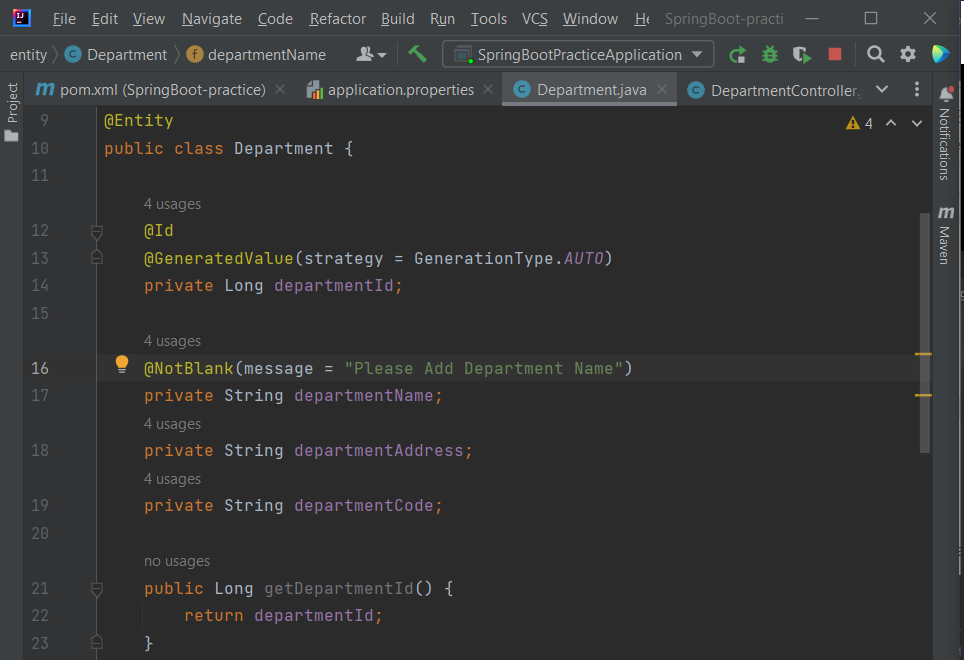 File Edit View Navigate Code Refactor Build Run Tools VCS Window He SpringBoot-practi
entity Department departmentName SpringBootPracticeApplication
pom.xml (SpringBoot-practice) application.properties Department.java DepartmentController.
Project
Notifications
Maven
4
9 @Entity
10 public class Department {
11
4 usages
12 @Id
13 @GeneratedValue(strategy = GenerationType.AUTO)
14 private Long departmentId;
15
4 usages
16 @NotBlank(message = "Please Add Department Name")
17 private String departmentName;
4 usages
18 private String departmentAddress;
4 usages
19 private String departmentCode;
20
no usages
21 public Long getDepartmentId() {
22 return departmentId;
23 }